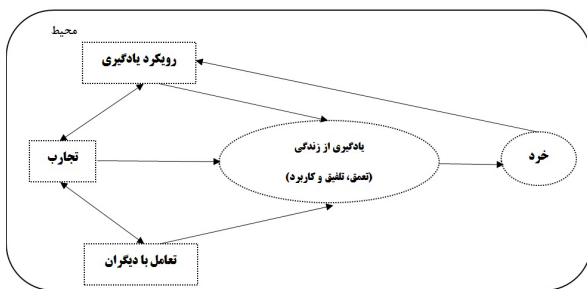 محیط
رویکرد یادگیری
یادگیری از زندگی
(تعمق، تلفیق و کاربرد)
تجارب
خرد
تعامل با دیگران